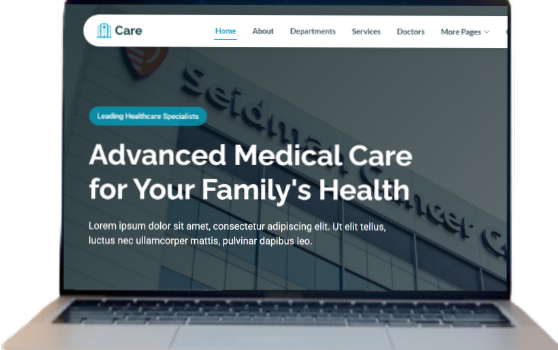 Care
Home About Departments Services Doctors More Pages
Seidman Cancer
Leading Healthcare Specialists
Advanced Medical Care
for Your Family's Health
Lorem ipsum dolor sit amet, consectetur adipiscing elit. Ut elit tellus,
luctus nec ullamcorper mattis, pulvinar dapibus leo.